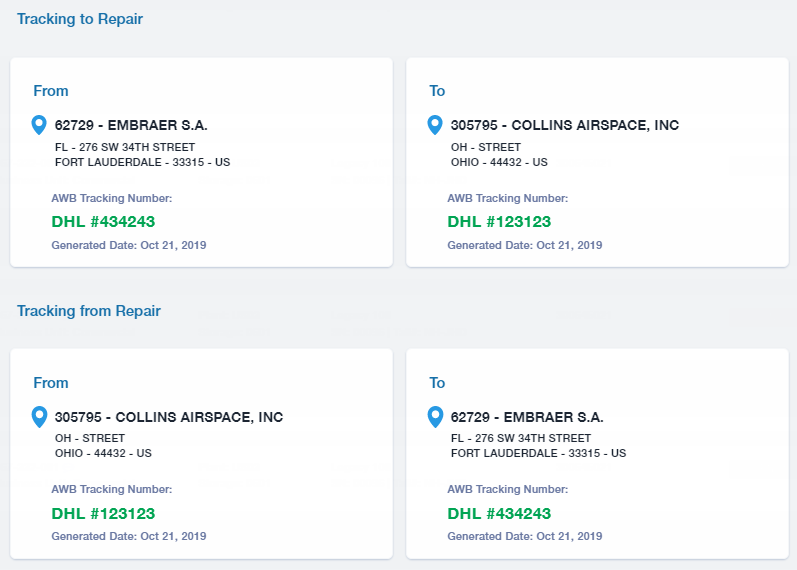 Tracking to Repair
From
62729 - EMBRAER S.A.
FL - 276 SW 34TH STREET
FORT LAUDERDALE - 33315 - US
AWB Tracking Number:
DHL #434243
Generated Date: Oct 21, 2019
To
305795 - COLLINS AIRSPACE, INC
OH - STREET
OHIO - 44432 - US
AWB Tracking Number:
DHL #123123
Generated Date: Oct 21, 2019
Tracking from Repair
From
305795 - COLLINS AIRSPACE, INC
OH - STREET
OHIO - 44432 - US
AWB Tracking Number:
DHL #123123
Generated Date: Oct 21, 2019
To
62729 - EMBRAER S.A.
FL - 276 SW 34TH STREET
FORT LAUDERDALE - 33315 - US
AWB Tracking Number:
DHL #434243
Generated Date: Oct 21, 2019